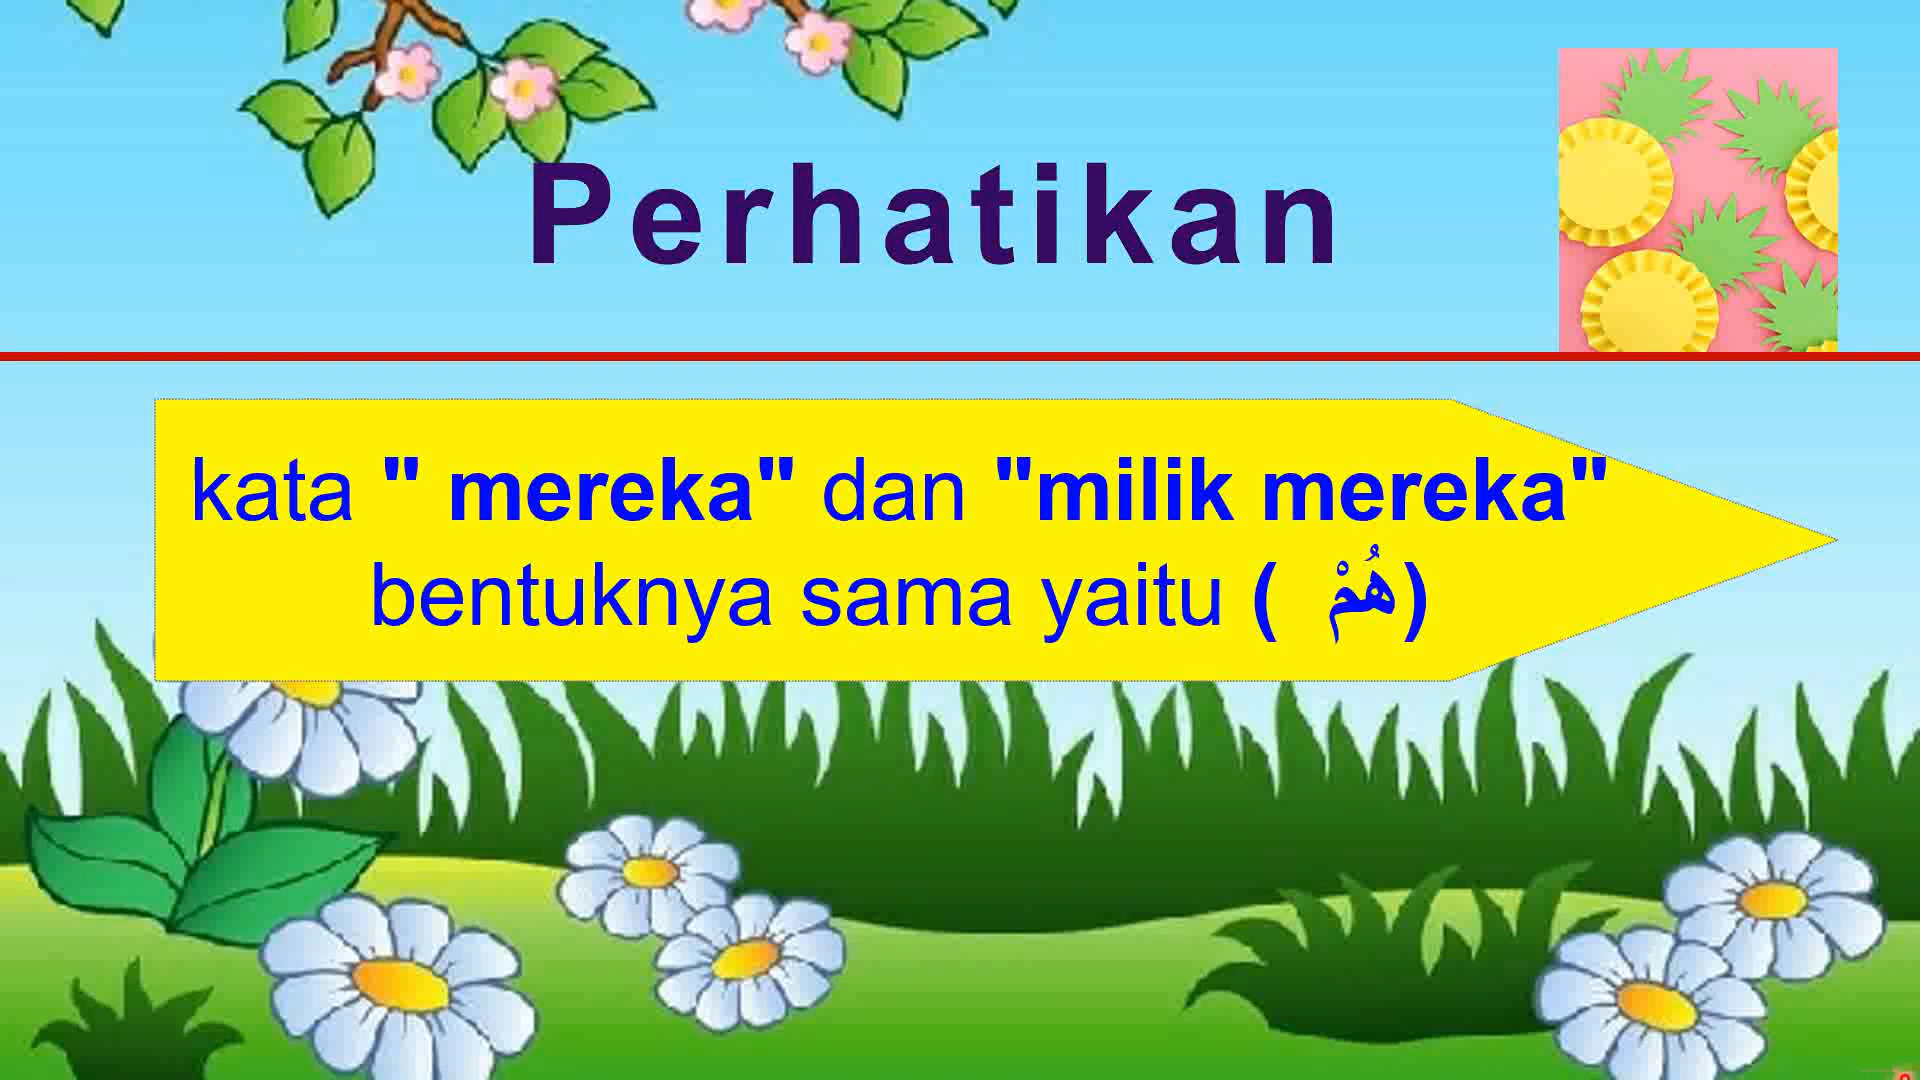 Perhatikan
kata " mereka" dan "milik mereka"
bentuknya sama yaitu ( هُمْ)